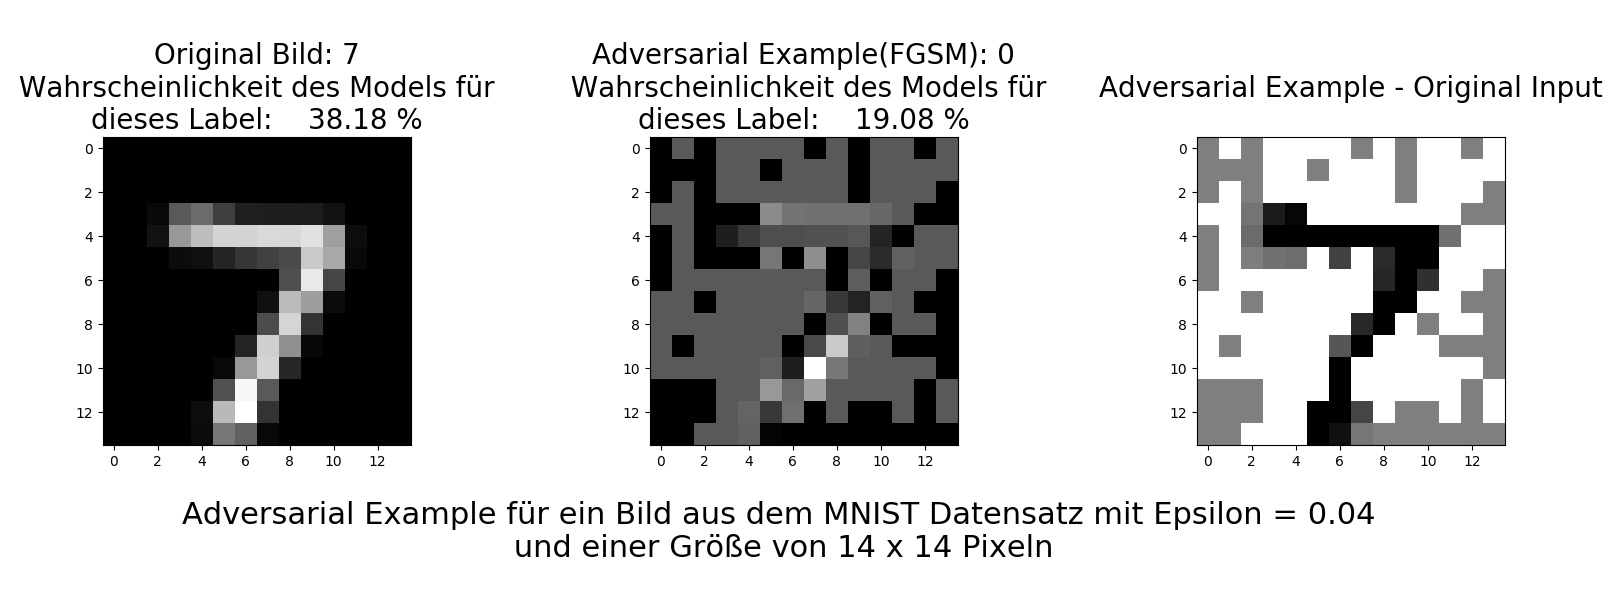 Original Bild: 7
Wahrscheinlichkeit des Models für
dieses Label: 38.18 %
Adversarial Example(FGSM): 0
Wahrscheinlichkeit des Models für
dieses Label: 19.08 %
Adversarial Example - Original Input
0
2
4
6
8
10
12
0 2 4 6 8 10 12
0
2
4
6
8
10
12
0 2 4 6 8 10 12
0
2
4
6
8
10
12
0 2 4 6 8 10 12
Adversarial Example für ein Bild aus dem MNIST Datensatz mit Epsilon = 0.04
und einer Größe von 14 x 14 Pixeln